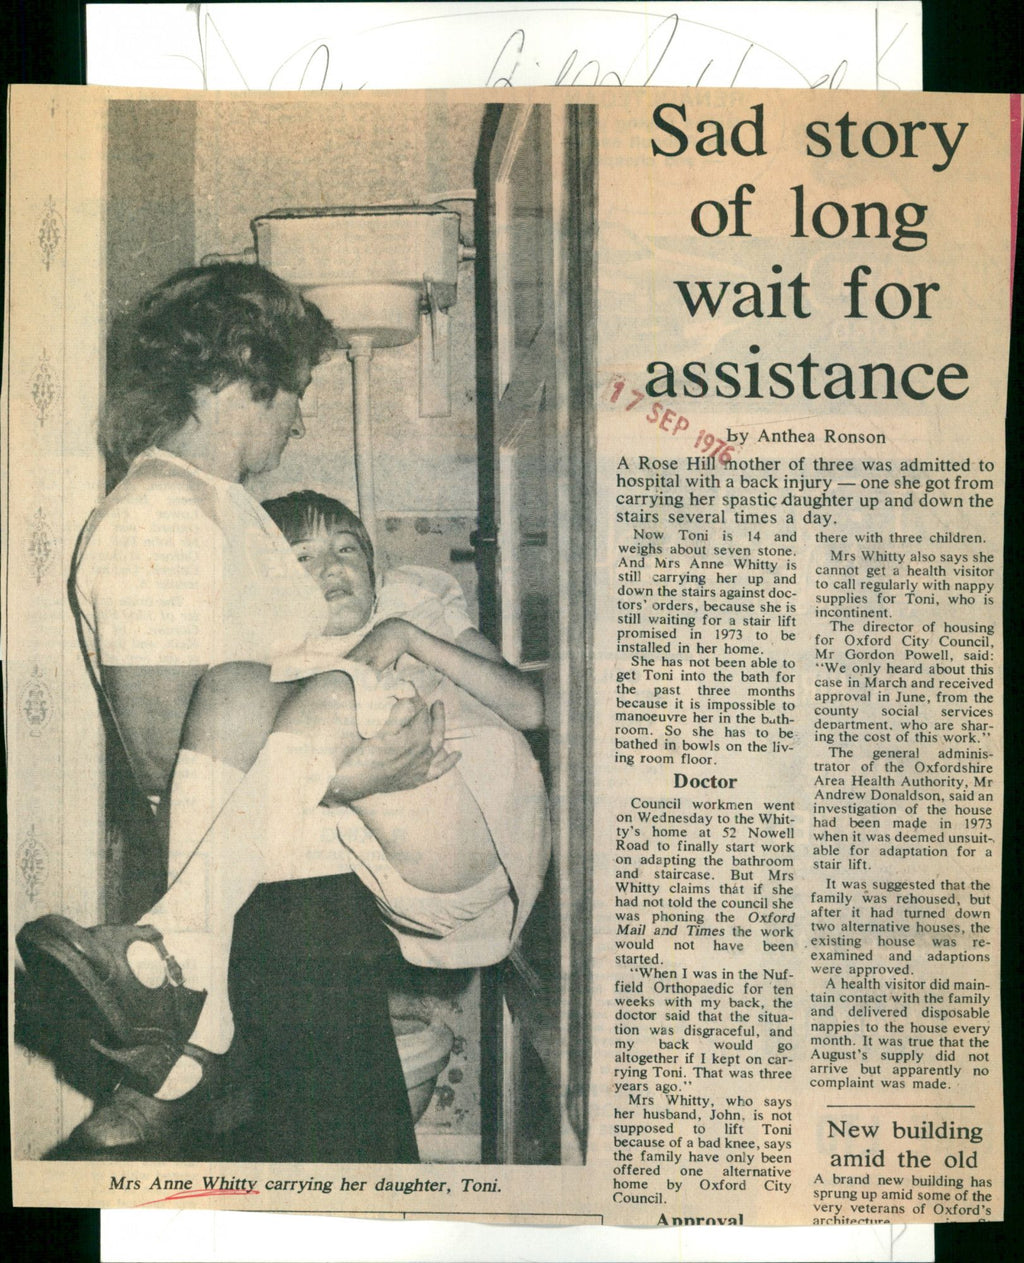 Sad story
of long
wait for
assistance
17 SEP 1976
by Anthea Ronson
A Rose Hill mother of three was admitted to
hospital with a back injury — one she got from
carrying her spastic daughter up and down the
stairs several times a day.
Now Toni is 14 and
weighs about seven stone.
And Mrs Anne Whitty is
still carrying her up and
down the stairs against doc-
tors' orders, because she is
still waiting for a stair lift
promised in 1973 to be
installed in her home.
She has not been able to
get Toni into the bath for
the past three months
because it is impossible to
manoeuvre her in the bath-
room. So she has to be
bathed in bowls on the liv-
ing room floor.
Doctor
Council workmen went
on Wednesday to the Whit-
ty's home at 52 Nowell
Road to finally start work
on adapting the bathroom
and staircase. But Mrs
Whitty claims that if she
had not told the council she
was phoning the Oxford
Mail and Times the work
would not have been
started.
"When I was in the Nuf-
field Orthopaedic for ten
weeks with my back, the
doctor said that the situa-
tion was disgraceful, and
my back would go
altogether if I kept on car-
rying Toni. That was three
years ago."
Mrs Whitty, who says
her husband, John, is not
supposed to lift Toni
because of a bad knee, says
the family have only been
offered one alternative
home by Oxford City
Council.
Approval
there with three children.
Mrs Whitty also says she
cannot get a health visitor
to call regularly with nappy
supplies for Toni, who is
incontinent.
The director of housing
for Oxford City Council,
Mr Gordon Powell, said:
"We only heard about this
case in March and received
approval in June, from the
county social services
department, who are shar-
ing the cost of this work."
The general adminis-
trator of the Oxfordshire
Area Health Authority, Mr
Andrew Donaldson, said an
investigation of the house
had been made in 1973
when it was deemed unsuit-
able for adaptation for a
stair lift.
It was suggested that the
family was rehoused, but
after it had turned down
two alternative houses, the
existing house was re-
examined and adaptions
were approved.
A health visitor did main-
tain contact with the family
and delivered disposable
nappies to the house every
month. It was true that the
August's supply did not
arrive but apparently no
complaint was made.
New building
amid the old
A brand new building has
sprung up amid some of the
very veterans of Oxford's
architecture
Mrs Anne Whitty carrying her daughter, Toni.